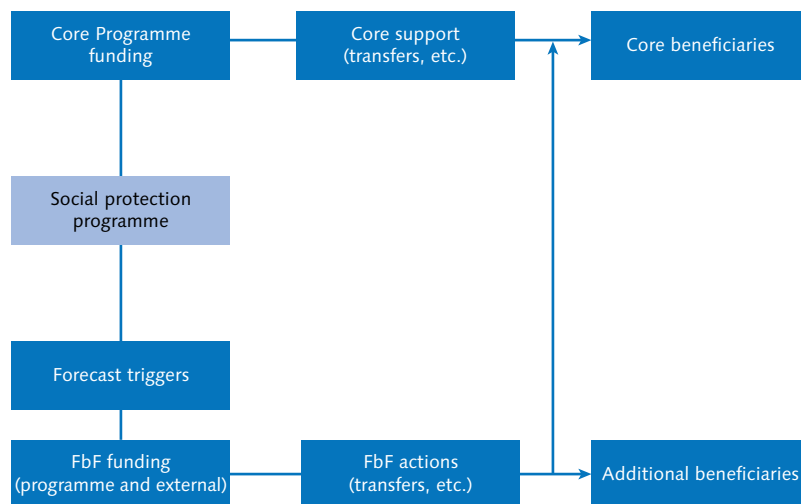 Core Programme
funding
Core support
(transfers, etc.)
Core beneficiaries
Social protection
programme
Forecast triggers
FbF funding
(programme and external)
FbF actions
(transfers, etc.)
Additional beneficiaries